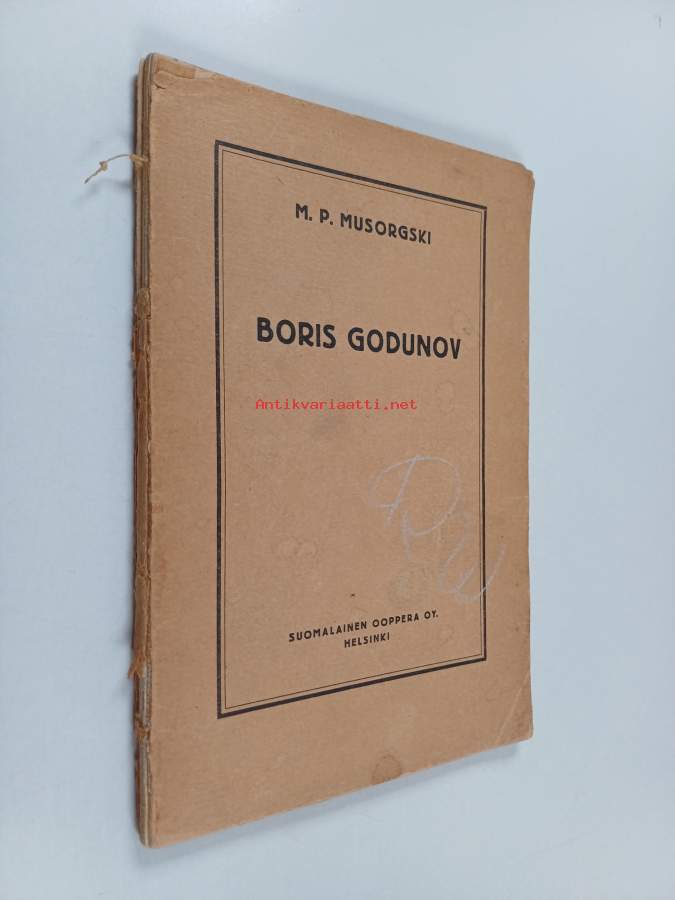 M. P. MUSORGSKI
BORIS GODUNOV
Antikvariaatti.net
SUOMALAINEN OOPPERA OY.
HELSINKI